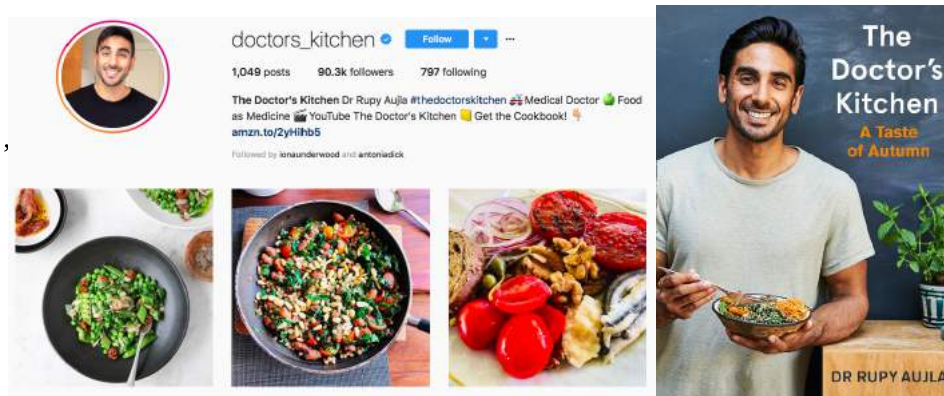 doctors_kitchen
Follow
1,049 posts 90.3k followers 797 following
The Doctor's Kitchen Dr Rupy Aujla #thedoctorskitchen 🚑 Medical Doctor 🍏 Food
as Medicine 🎬 YouTube The Doctor's Kitchen 📒 Get the Cookbook! 👇🏼
amzn.to/2yHihb5
Followed by ionaunderwood and antoniadick
,
The
Doctor's
Kitchen
A Taste
of Autumn
DR RUPY AUJLA